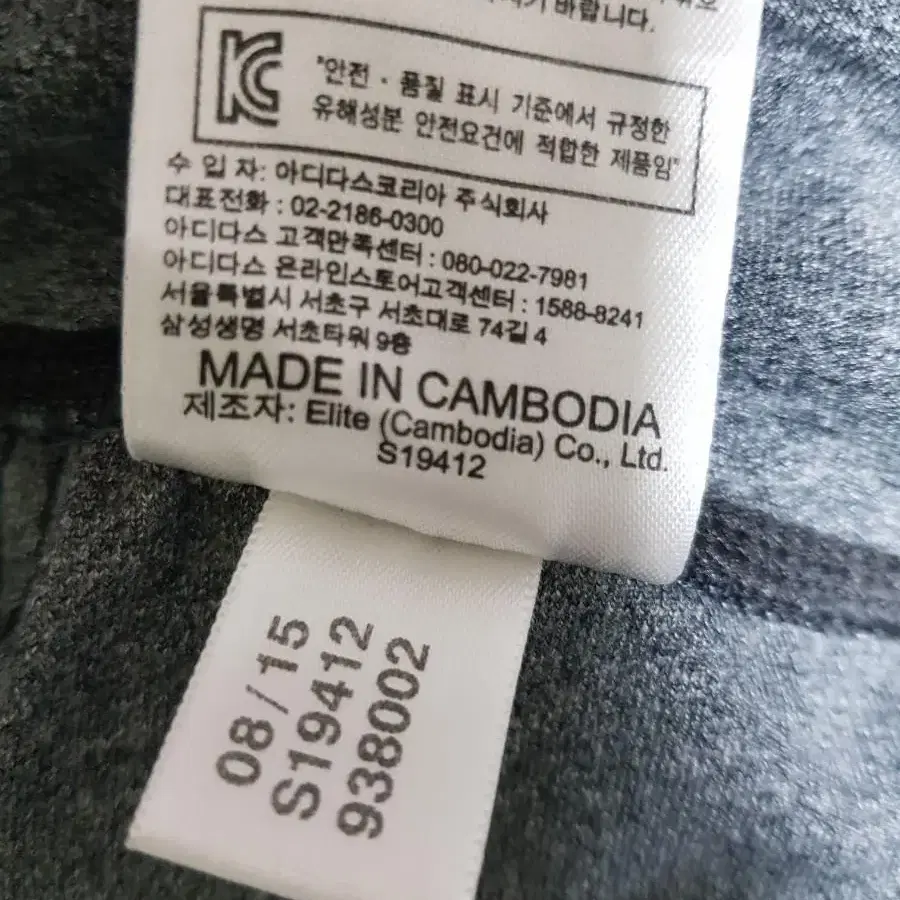 기 바랍니다.
KC
"안전 · 품질 표시 기준에서 규정한
유해성분 안전요건에 적합한 제품임"
수 입 자: 아디다스코리아 주식회사
대표전화 : 02-2186-0300
아디다스 고객만족센터 : 080-022-7981
아디다스 온라인스토어고객센터 : 1588-8241
서울특별시 서초구 서초대로 74길 4
삼성생명 서초타워 9층
MADE IN CAMBODIA
제조자: Elite (Cambodia) Co., Ltd.
S19412
08 / 15
S19412
938002